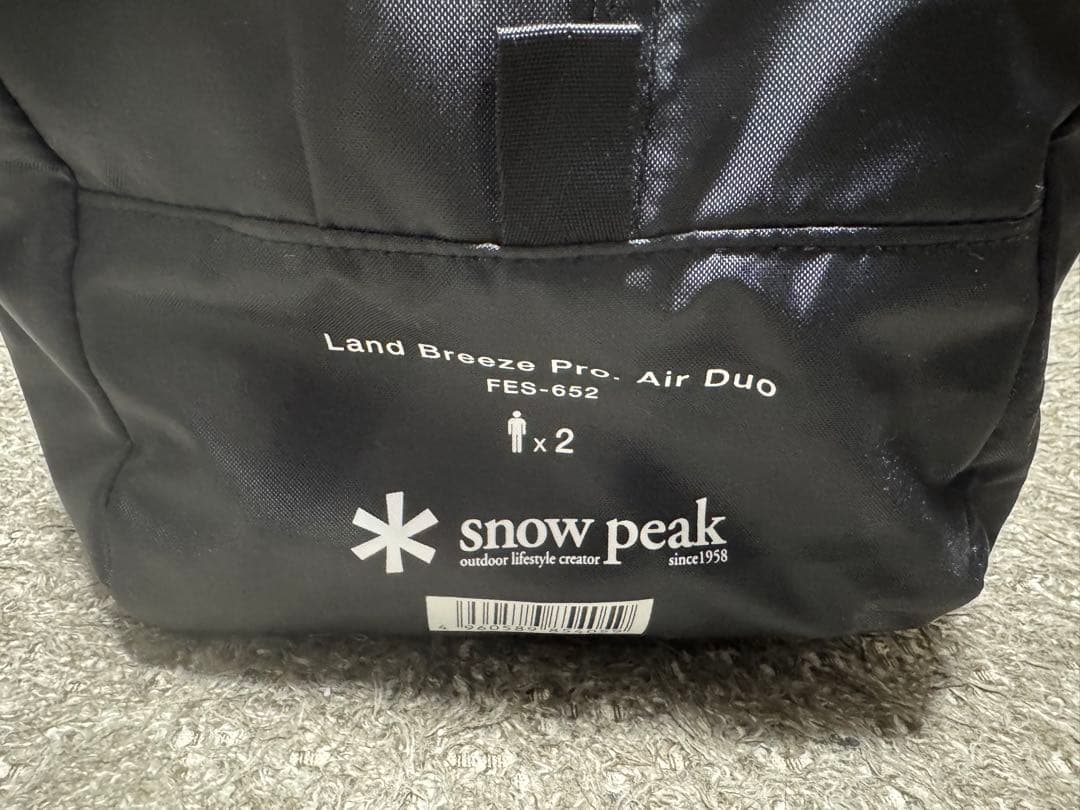 Land Breeze Pro. Air Duo
FES-652
x 2
snow peak
outdoor lifestyle creator since1958